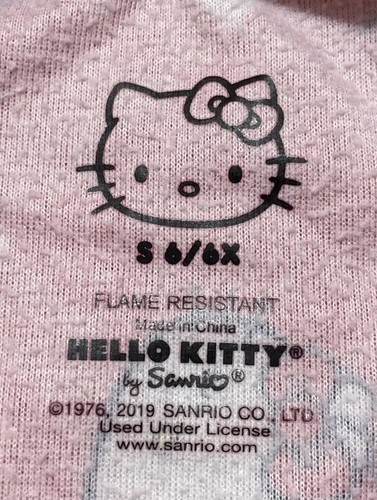 S 6/6X
FLAME RESISTANT
Made in China
HELLO KITTY®
by Sanrio®
©1976, 2019 SANRIO CO., LTD
Used Under License
www.sanrio.com